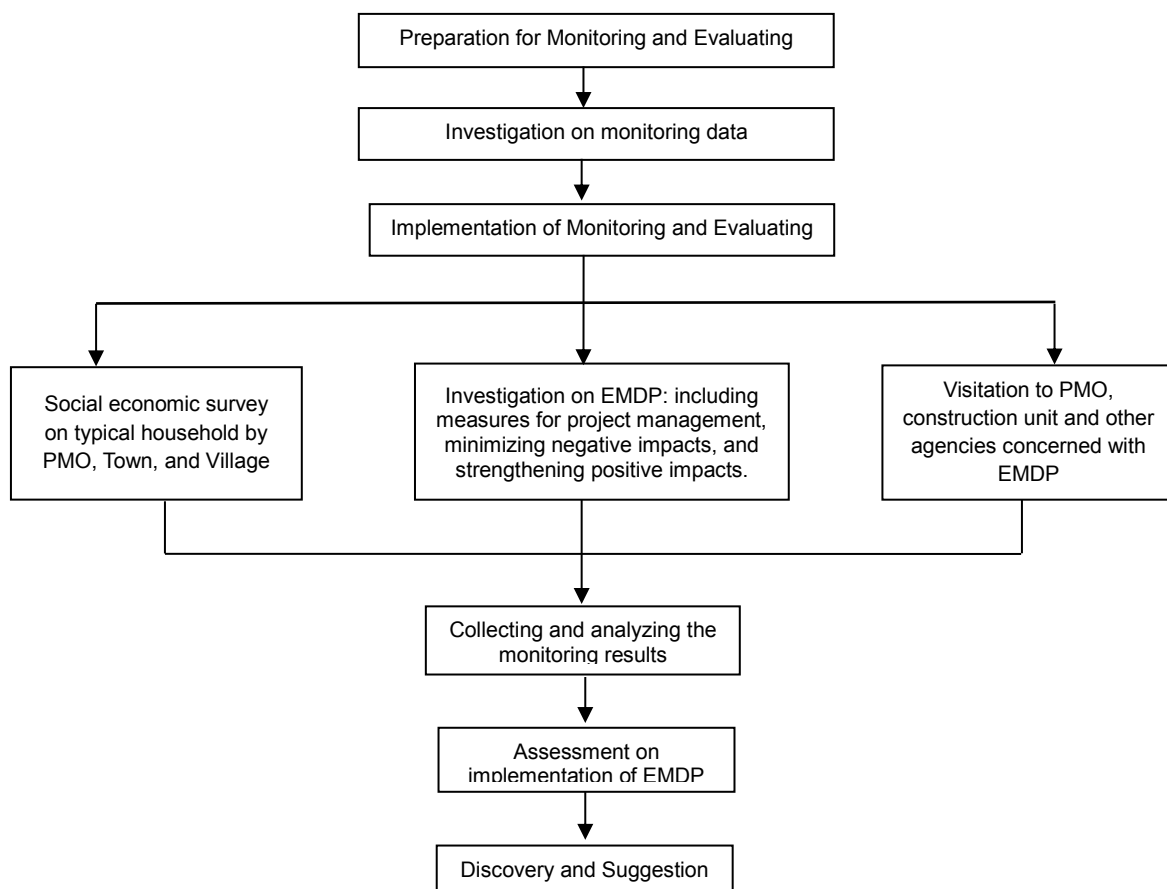 Preparation for Monitoring and Evaluating
Investigation on monitoring data
Implementation of Monitoring and Evaluating
Social economic survey
on typical household by
PMO, Town, and Village
Investigation on EMDP: including
measures for project management,
minimizing negative impacts, and
strengthening positive impacts.
Visitation to PMO,
construction unit and other
agencies concerned with
EMDP
Collecting and analyzing the
monitoring results
Assessment on
implementation of EMDP
Discovery and Suggestion